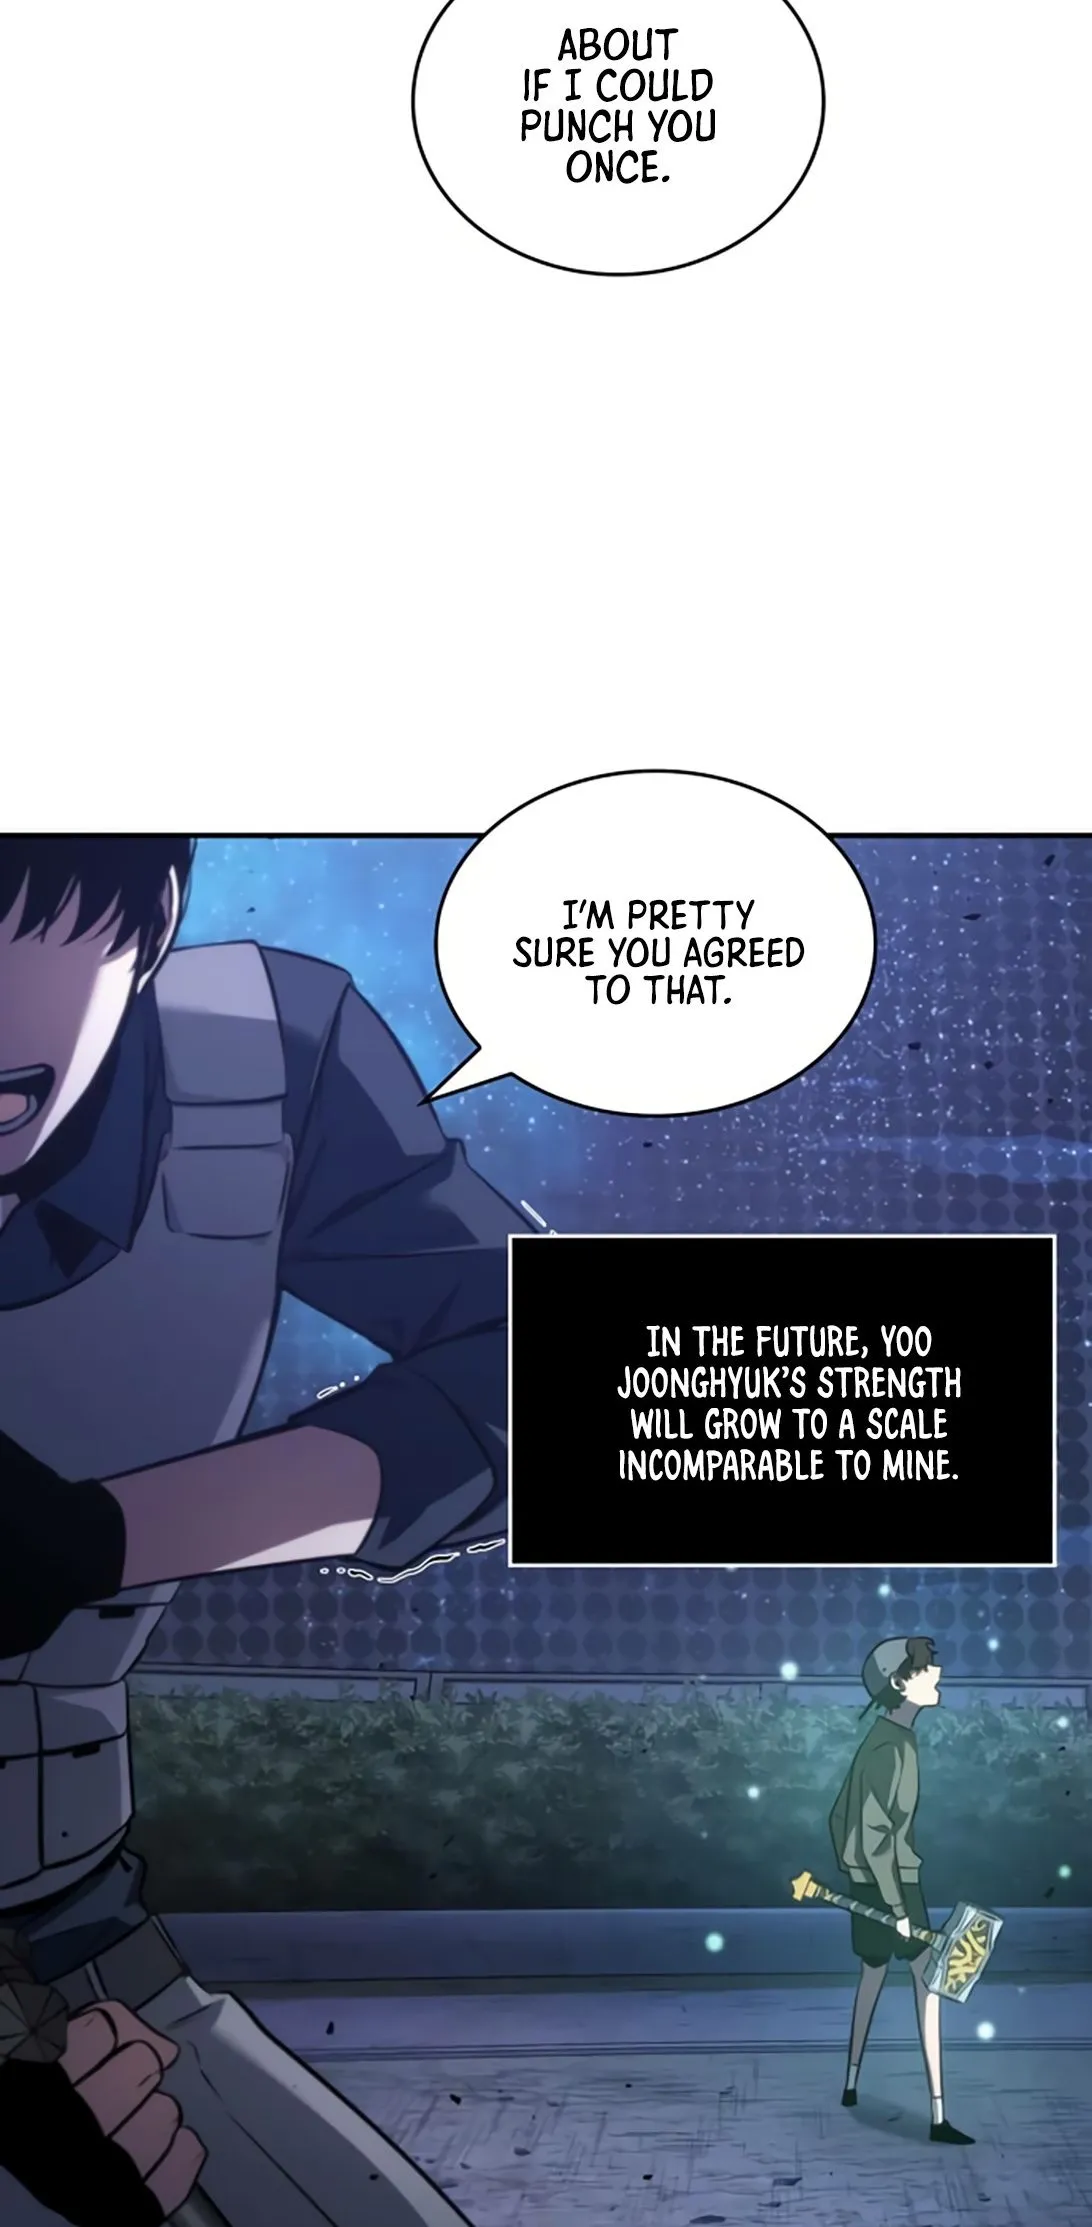 ABOUT
IF I COULD
PUNCH YOU
ONCE.
I'M PRETTY
SURE YOU AGREED
TO THAT.
IN THE FUTURE, YOO
JOONGHYUK'S STRENGTH
WILL GROW TO A SCALE
INCOMPARABLE TO MINE.